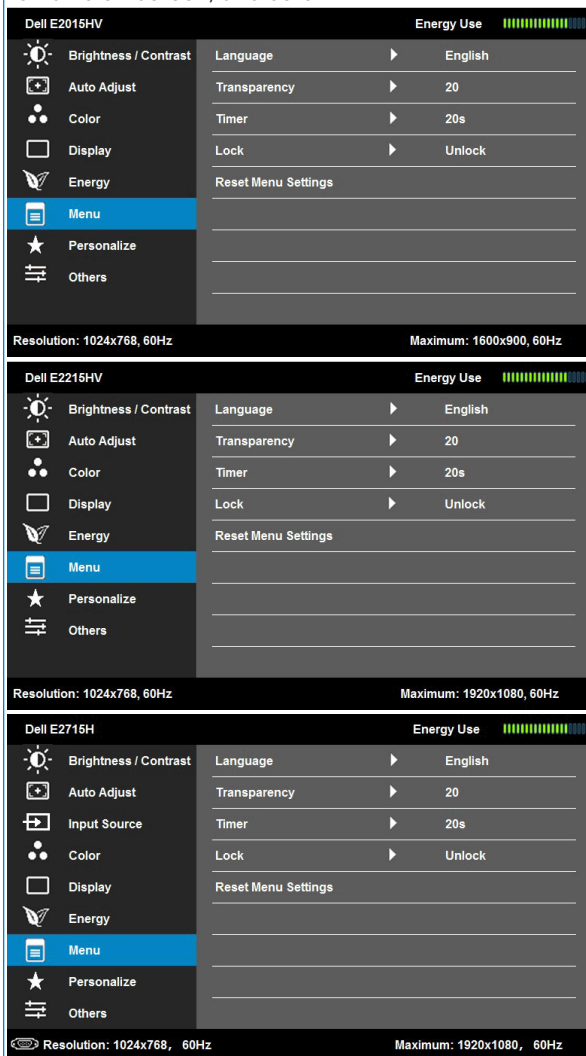 Dell E2015HV Energy Use
Brightness / Contrast Language English
Auto Adjust Transparency 20
Color Timer 20s
Display Lock Unlock
Energy Reset Menu Settings
Menu
Personalize
Others
Resolution: 1024x768, 60Hz Maximum: 1600x900, 60Hz
Dell E2215HV Energy Use
Brightness / Contrast Language English
Auto Adjust Transparency 20
Color Timer 20s
Display Lock Unlock
Energy Reset Menu Settings
Menu
Personalize
Others
Resolution: 1024x768, 60Hz Maximum: 1920x1080, 60Hz
Dell E2715H Energy Use
Brightness / Contrast Language English
Auto Adjust Transparency 20
Input Source Timer 20s
Color Lock Unlock
Display Reset Menu Settings
Energy
Menu
Personalize
Others
Resolution: 1024x768, 60Hz Maximum: 1920x1080, 60Hz